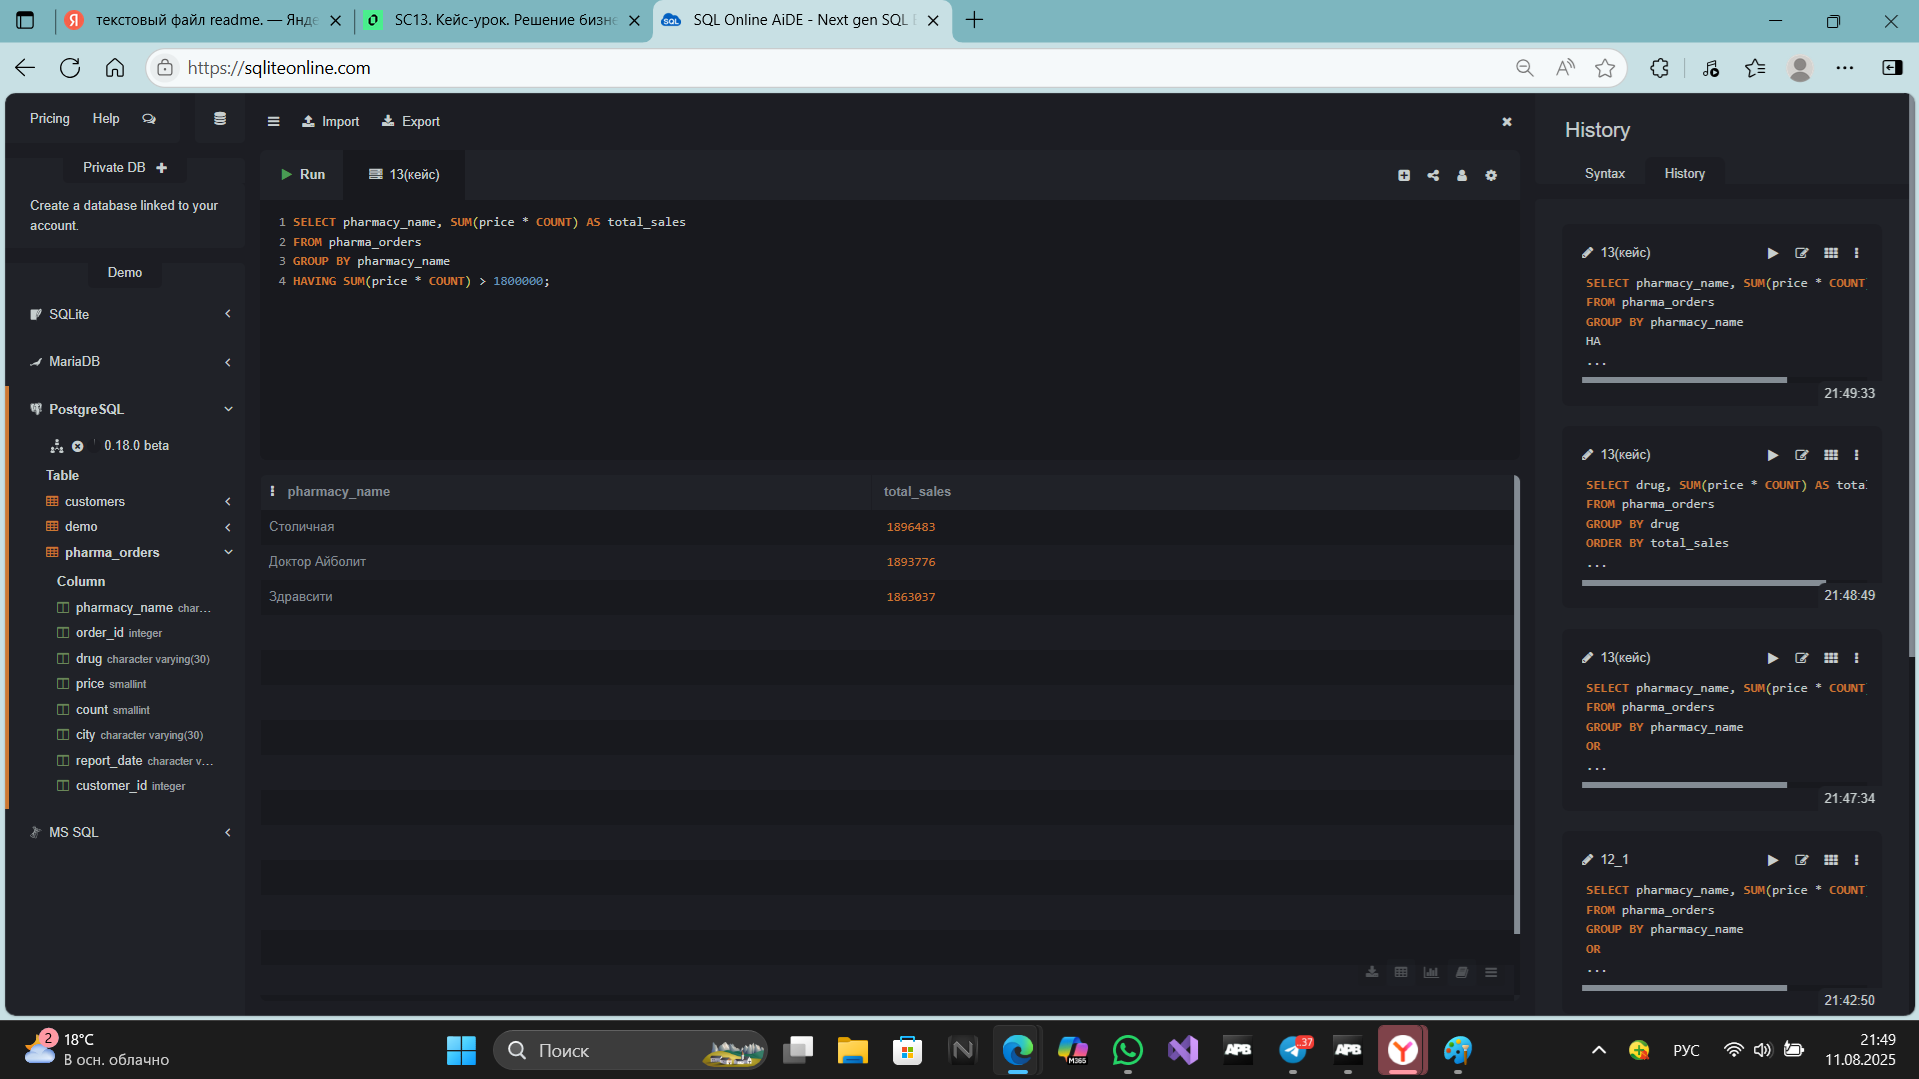 текстовый файл readme. — Янде
SC13. Кейс-урок. Решение бизне
SQL Online AiDE - Next gen SQL E
https://sqliteonline.com
Pricing
Help
Private DB
Create a database linked to your
account.
Demo
SQLite
MariaDB
PostgreSQL
0.18.0 beta
Table
customers
demo
pharma_orders
Column
pharmacy_name char...
order_id integer
drug character varying(30)
price smallint
count smallint
city character varying(30)
report_date character v...
customer_id integer
MS SQL
Import
Export
Run
13(кейс)
1 SELECT pharmacy_name, SUM(price * COUNT) AS total_sales
2 FROM pharma_orders
3 GROUP BY pharmacy_name
4 HAVING SUM(price * COUNT) > 1800000;
pharmacy_name total_sales
Столичная 1896483
Доктор Айболит 1893776
Здравсити 1863037
History
Syntax
History
13(кейс)
SELECT pharmacy_name, SUM(price * COUNT
FROM pharma_orders
GROUP BY pharmacy_name
HA
...
21:49:33
13(кейс)
SELECT drug, SUM(price * COUNT) AS tota
FROM pharma_orders
GROUP BY drug
ORDER BY total_sales
...
21:48:49
13(кейс)
SELECT pharmacy_name, SUM(price * COUNT
FROM pharma_orders
GROUP BY pharmacy_name
OR
...
21:47:34
12_1
SELECT pharmacy_name, SUM(price * COUNT
FROM pharma_orders
GROUP BY pharmacy_name
OR
...
21:42:50
2
18°C
В осн. облачно
Поиск
M365
APB
37
APB
РУС
21:49
11.08.2025